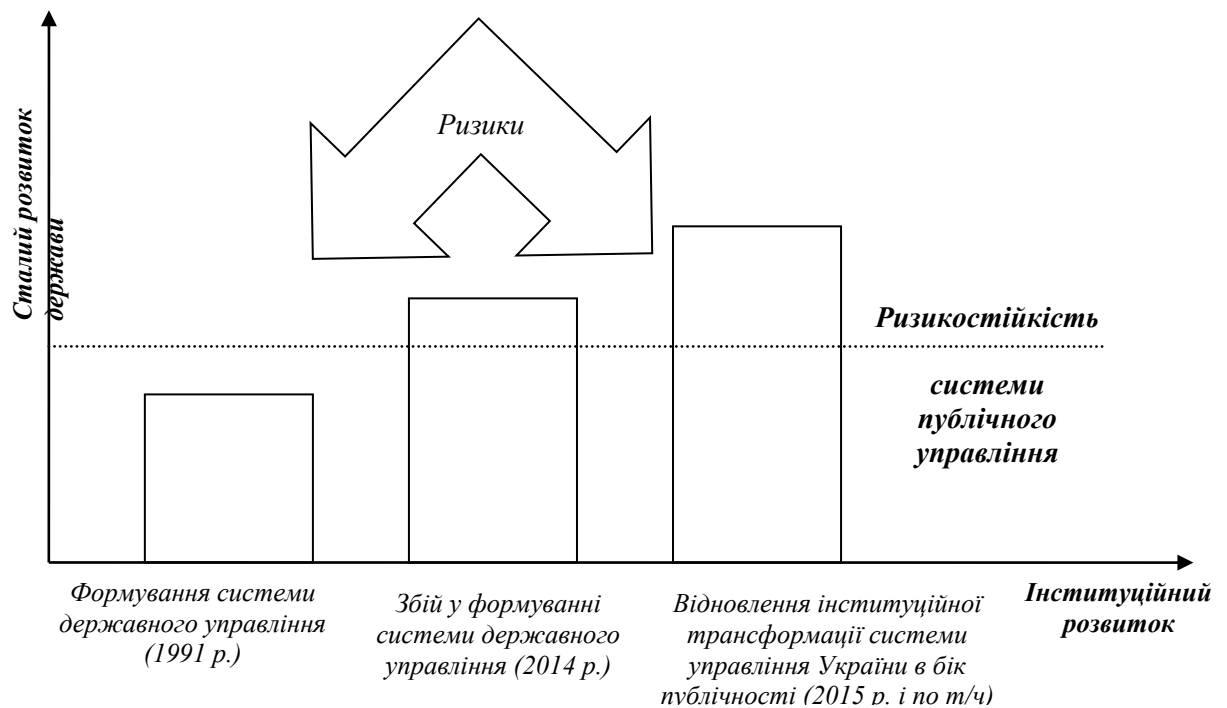 Сталий розвиток
держави
Ризики
Ризикостійкість
системи
публічного
управління
Формування системи
державного управління
(1991 р.)
Збій у формуванні
системи державного
управління (2014 р.)
Відновлення інституційної
трансформації системи
управління України в бік
публічності (2015 р. і по т/ч)
Інституційний
розвиток